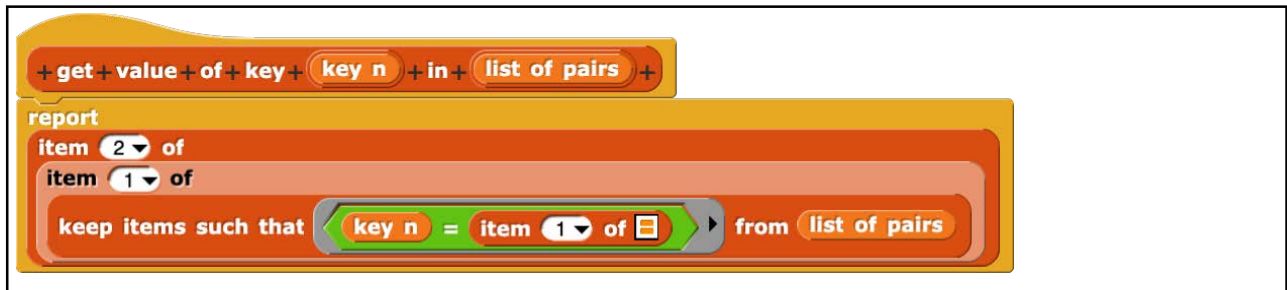 + get + value + of + key + key n + in + list of pairs +
report
item 2 of
item 1 of
keep items such that key n = item 1 of from list of pairs